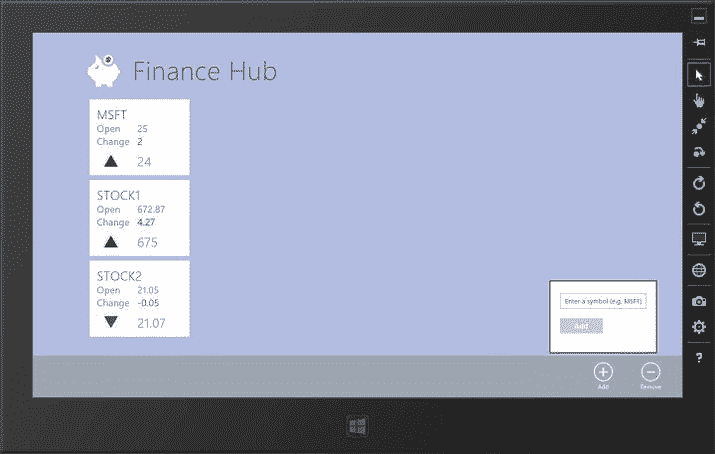 $
Finance Hub
MSFT
Open 25
Change 2
24
STOCK1
Open 672.87
Change 4.27
675
STOCK2
Open 21.05
Change -0.05
21.07
Enter a symbol (e.g. MSFT)
Add
Add
Remove
?